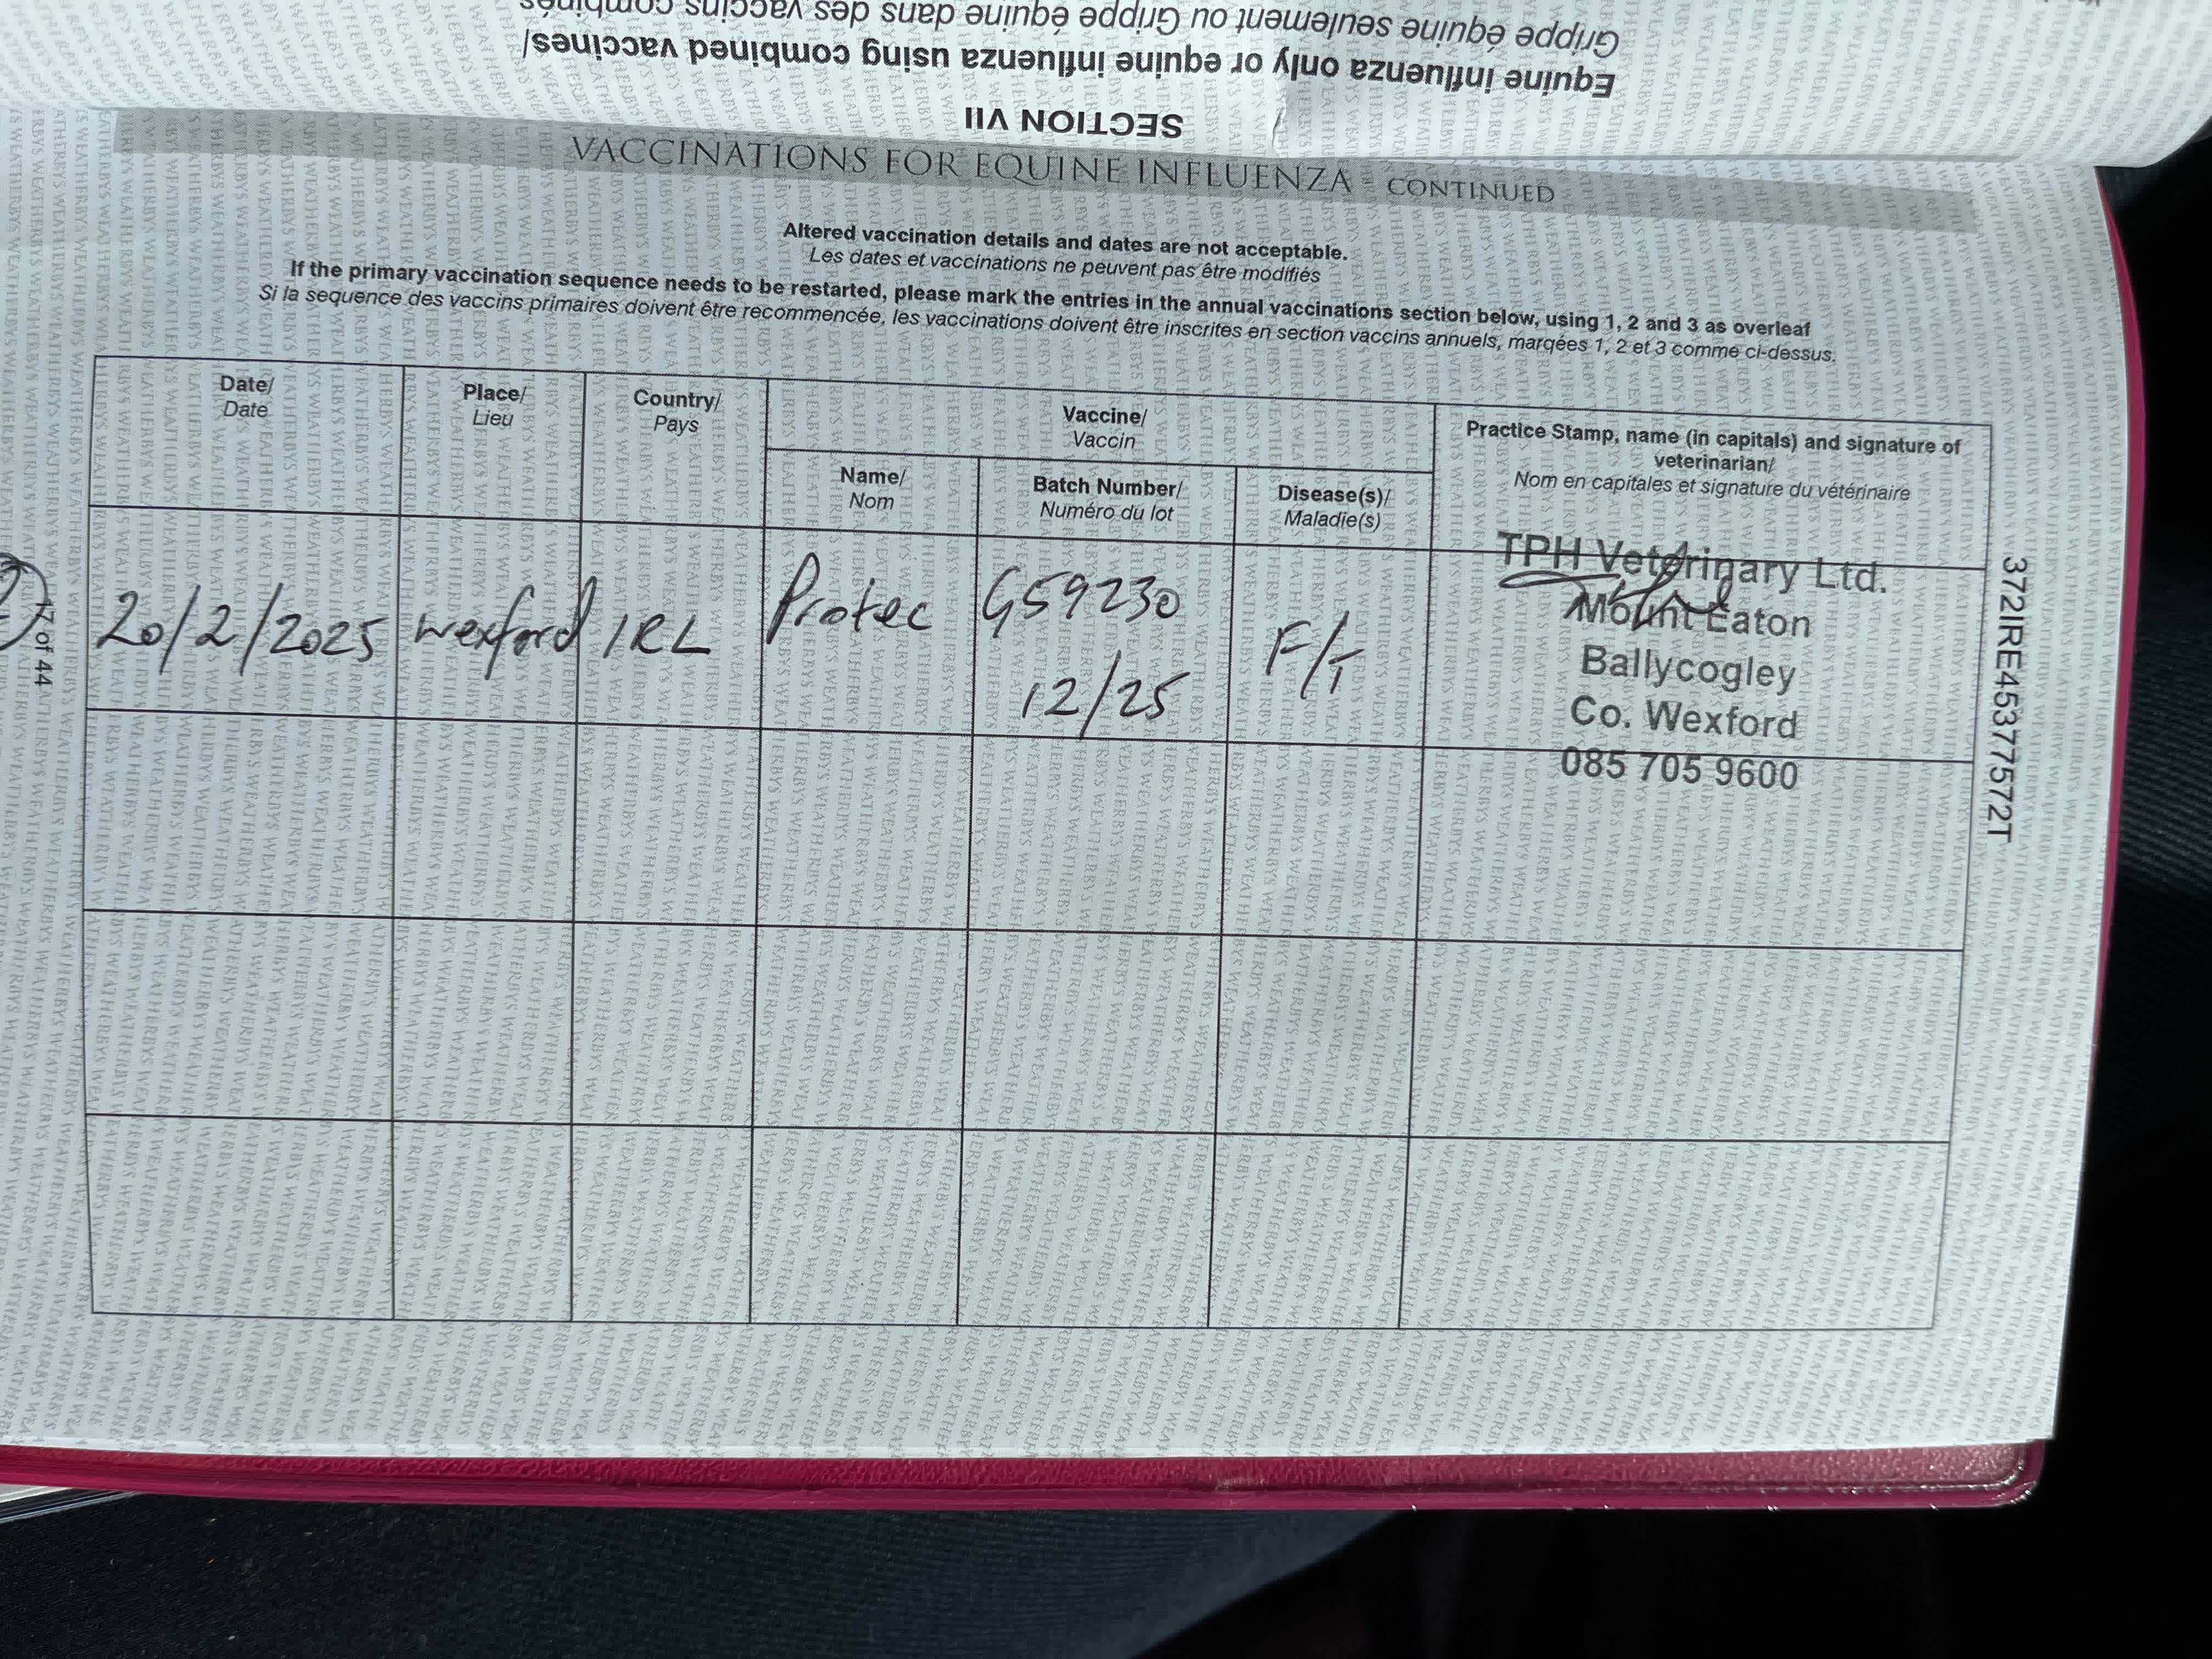 Grippe équine seulement ou Grippe équine dans des vaccins combinés
Equine influenza only or equine influenza using combined vaccines/
SECTION VII
VACCINATIONS FOR EQUINE INFLUENZA - CONTINUED
Altered vaccination details and dates are not acceptable.
Les dates et vaccinations ne peuvent pas être modifiés
If the primary vaccination sequence needs to be restarted, please mark the entries in the annual vaccinations section below, using 1, 2 and 3 as overleaf
Si la sequence des vaccins primaires doivent être recommencée, les vaccinations doivent être inscrites en section vaccins annuels, marqées 1, 2 et 3 comme ci-dessus.
Date/
Date
Place/
Lieu
Country/
Pays
Vaccine/
Vaccin
Name/
Nom
Batch Number/
Numéro du lot
Disease(s)/
Maladie(s)
Practice Stamp, name (in capitals) and signature of
veterinarian/
Nom en capitales et signature du vétérinaire
20/2/2025
wexford
IRL
Protec
G59230
12/25
F/T
TPH Veterinary Ltd.
Mount Eaton
Ballycogley
Co. Wexford
085 705 9600
372IRE45377572T
17 of 44